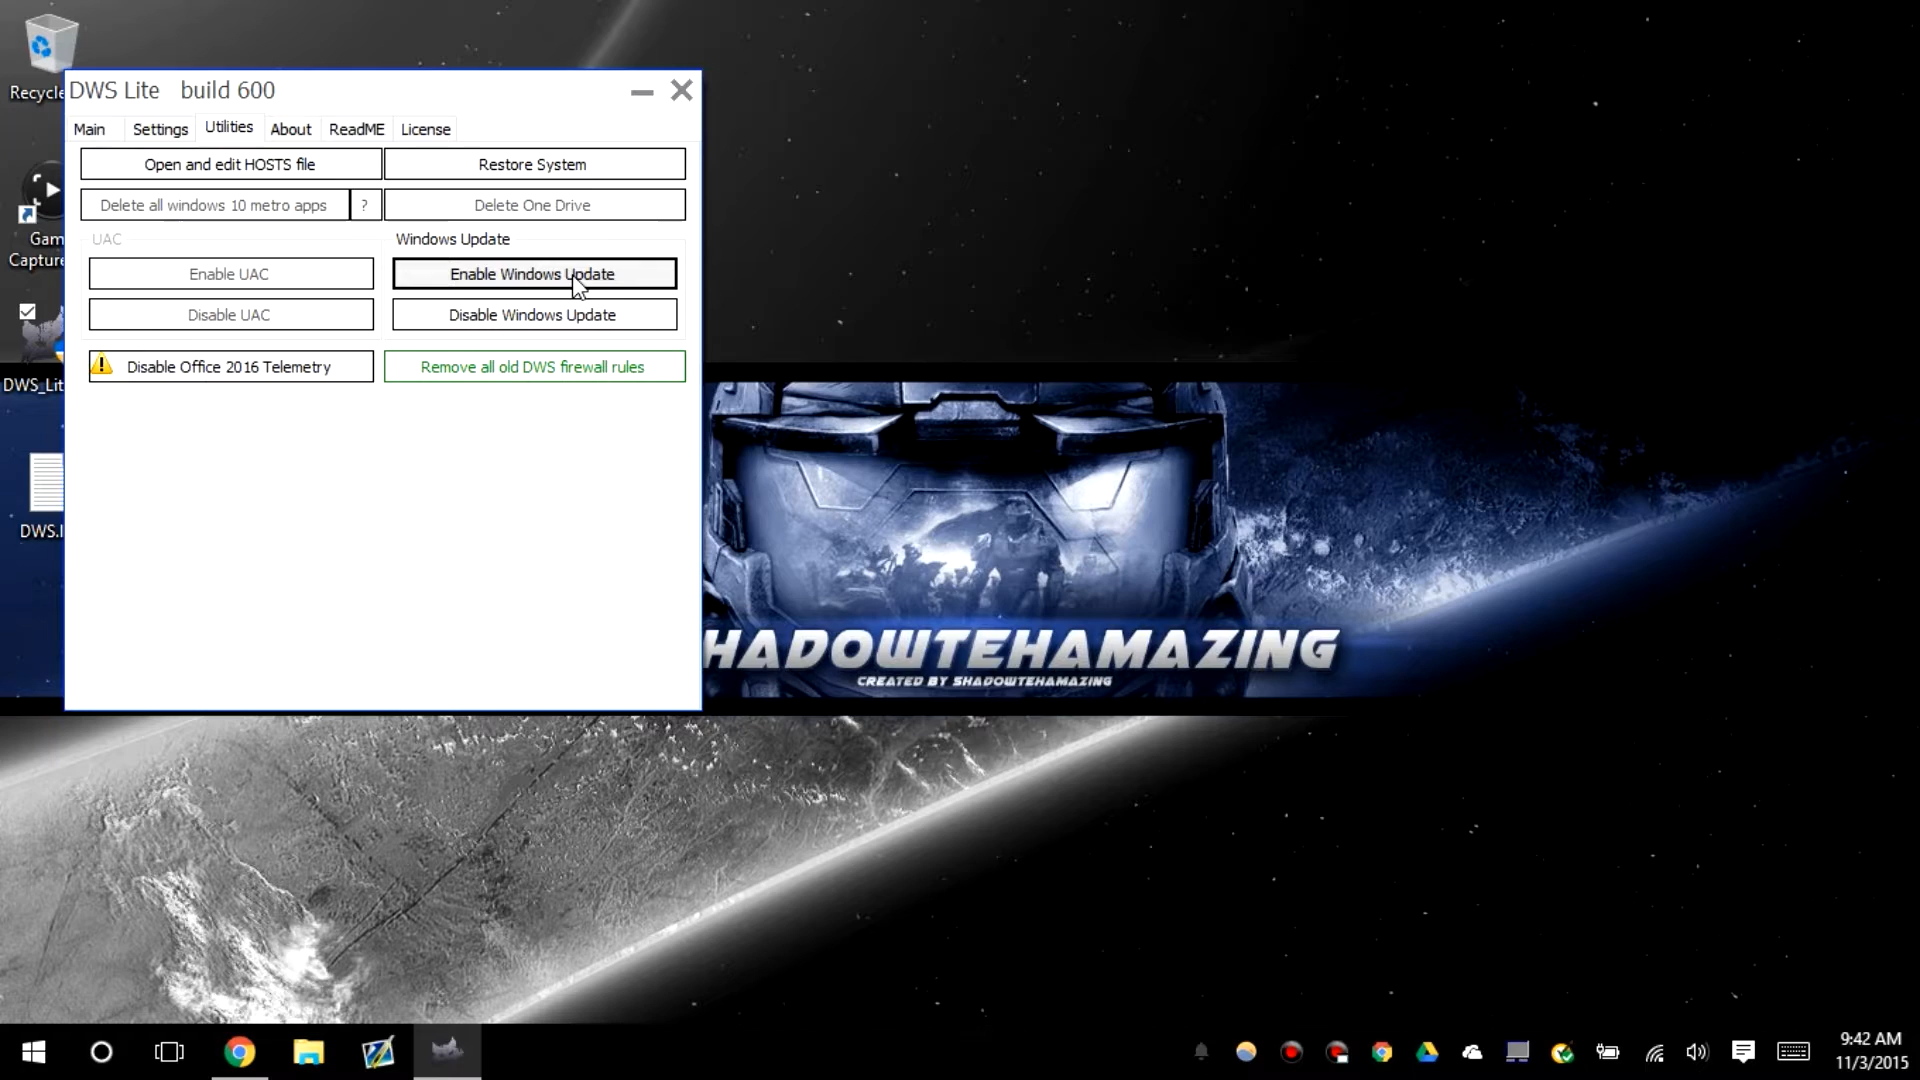 Recycle
DWS Lite build 600
Main Settings Utilities About ReadME License
Open and edit HOSTS file Restore System
Delete all windows 10 metro apps ? Delete One Drive
UAC Windows Update
Enable UAC Enable Windows Update
Disable UAC Disable Windows Update
Disable Office 2016 Telemetry Remove all old DWS firewall rules
Gam
Capture
DWS_Lit
DWS.l
HADOWTEHAMAZING
CREATED BY SHADOWTEHAMAZING
9:42 AM
11/3/2015